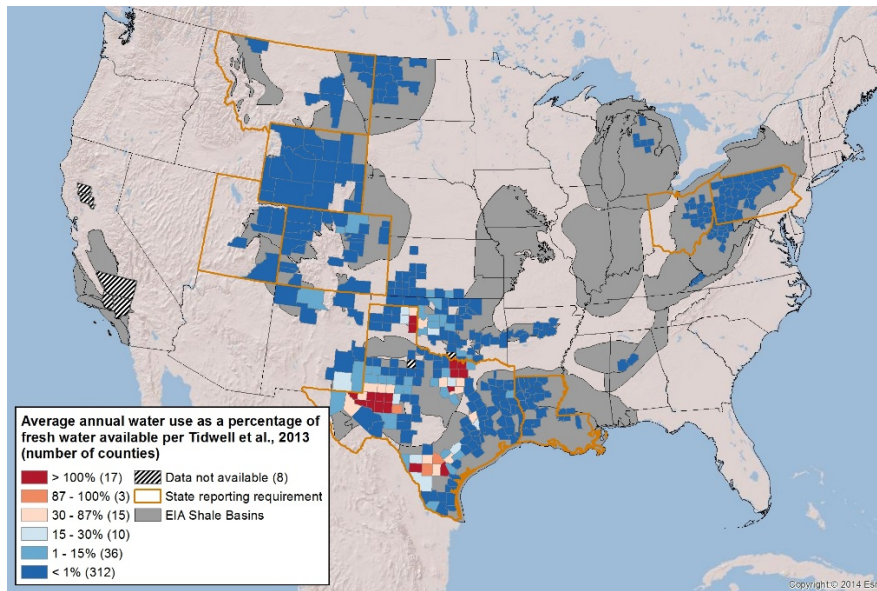 Average annual water use as a percentage of
fresh water available per Tidwell et al., 2013
(number of counties)
> 100% (17)
87 - 100% (3)
30 - 87% (15)
15 - 30% (10)
1 - 15% (36)
< 1% (312)
Data not available (8)
State reporting requirement
EIA Shale Basins
Copyright:© 2014 Esr